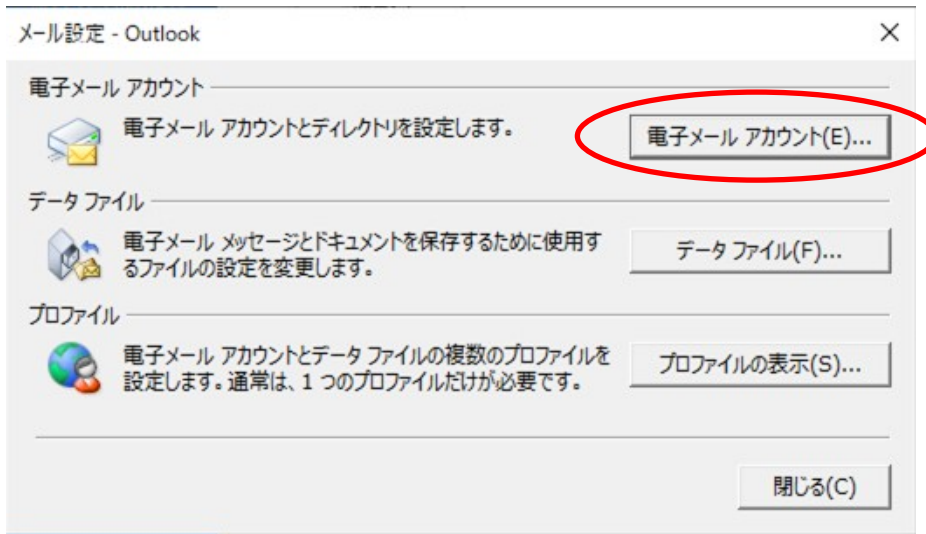 メール設定 - Outlook
電子メール アカウント
電子メール アカウントとディレクトリを設定します。
電子メール アカウント(E)...
データ ファイル
電子メール メッセージとドキュメントを保存するために使用す
るファイルの設定を変更します。
データ ファイル(F)...
プロファイル
電子メール アカウントとデータ ファイルの複数のプロファイルを
設定します。通常は、1 つのプロファイルだけが必要です。
プロファイルの表示(S)...
閉じる(C)